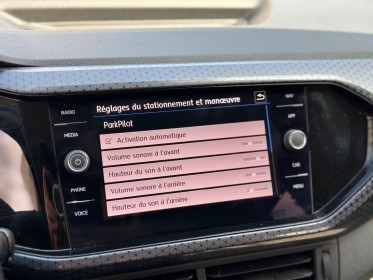 RADIO
MEDIA
PHONE
VOICE
Réglages du stationnement et manœuvre
ParkPilot
Activation automatique
Volume sonore à l'avant
Hauteur du son à l'avant
Volume sonore à l'arrière
Hauteur du son à l'arrière
NAV
APP
CAR
MENU